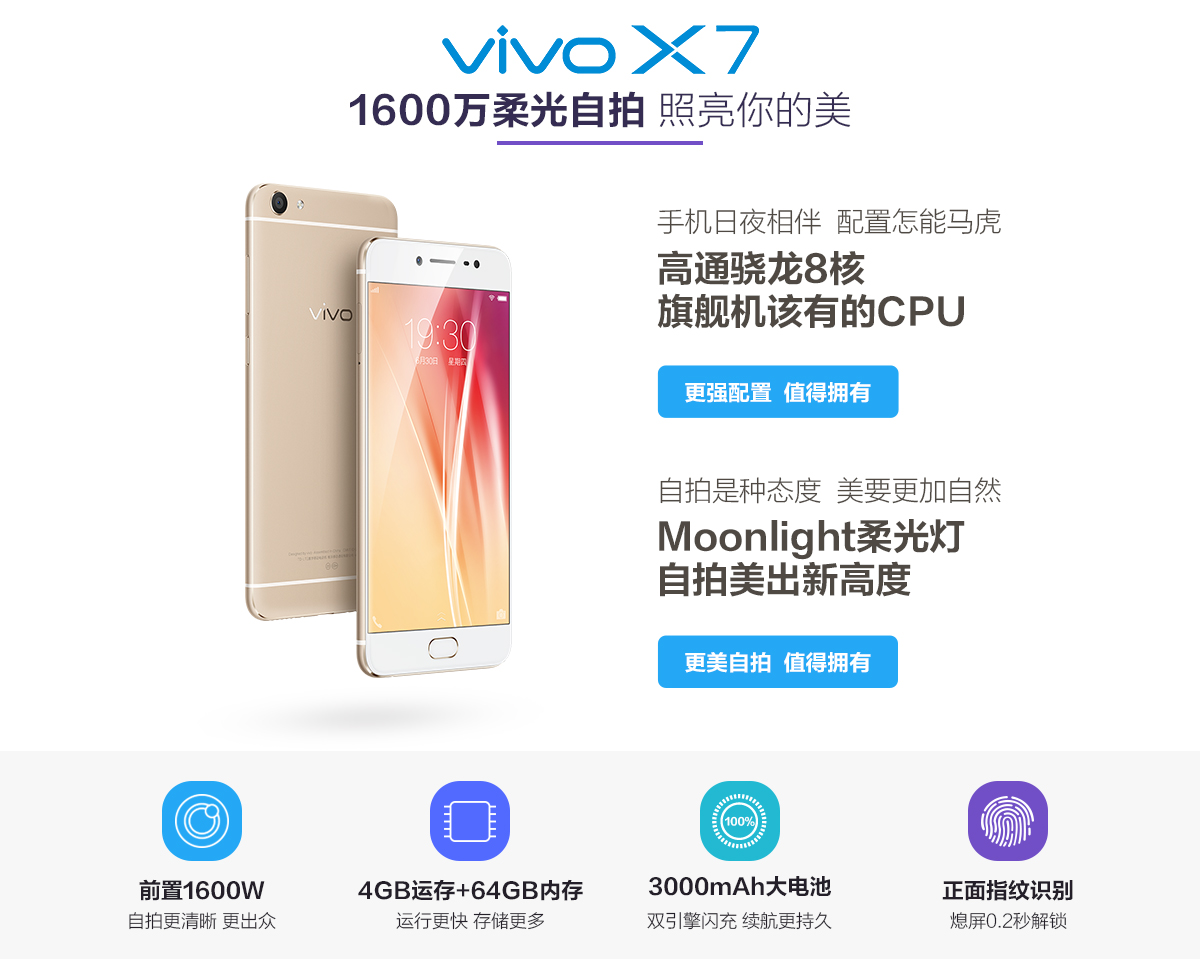 vivo X7
1600万柔光自拍 照亮你的美
vivo
19:30
6月30日 星期四
手机日夜相伴 配置怎能马虎
高通骁龙8核
旗舰机该有的CPU
更强配置 值得拥有
自拍是种态度 美要更加自然
Moonlight柔光灯
自拍美出新高度
更美自拍 值得拥有
100%
前置1600W
自拍更清晰 更出众
4GB运存+64GB内存
运行更快 存储更多
3000mAh大电池
双引擎闪充 续航更持久
正面指纹识别
熄屏0.2秒解锁